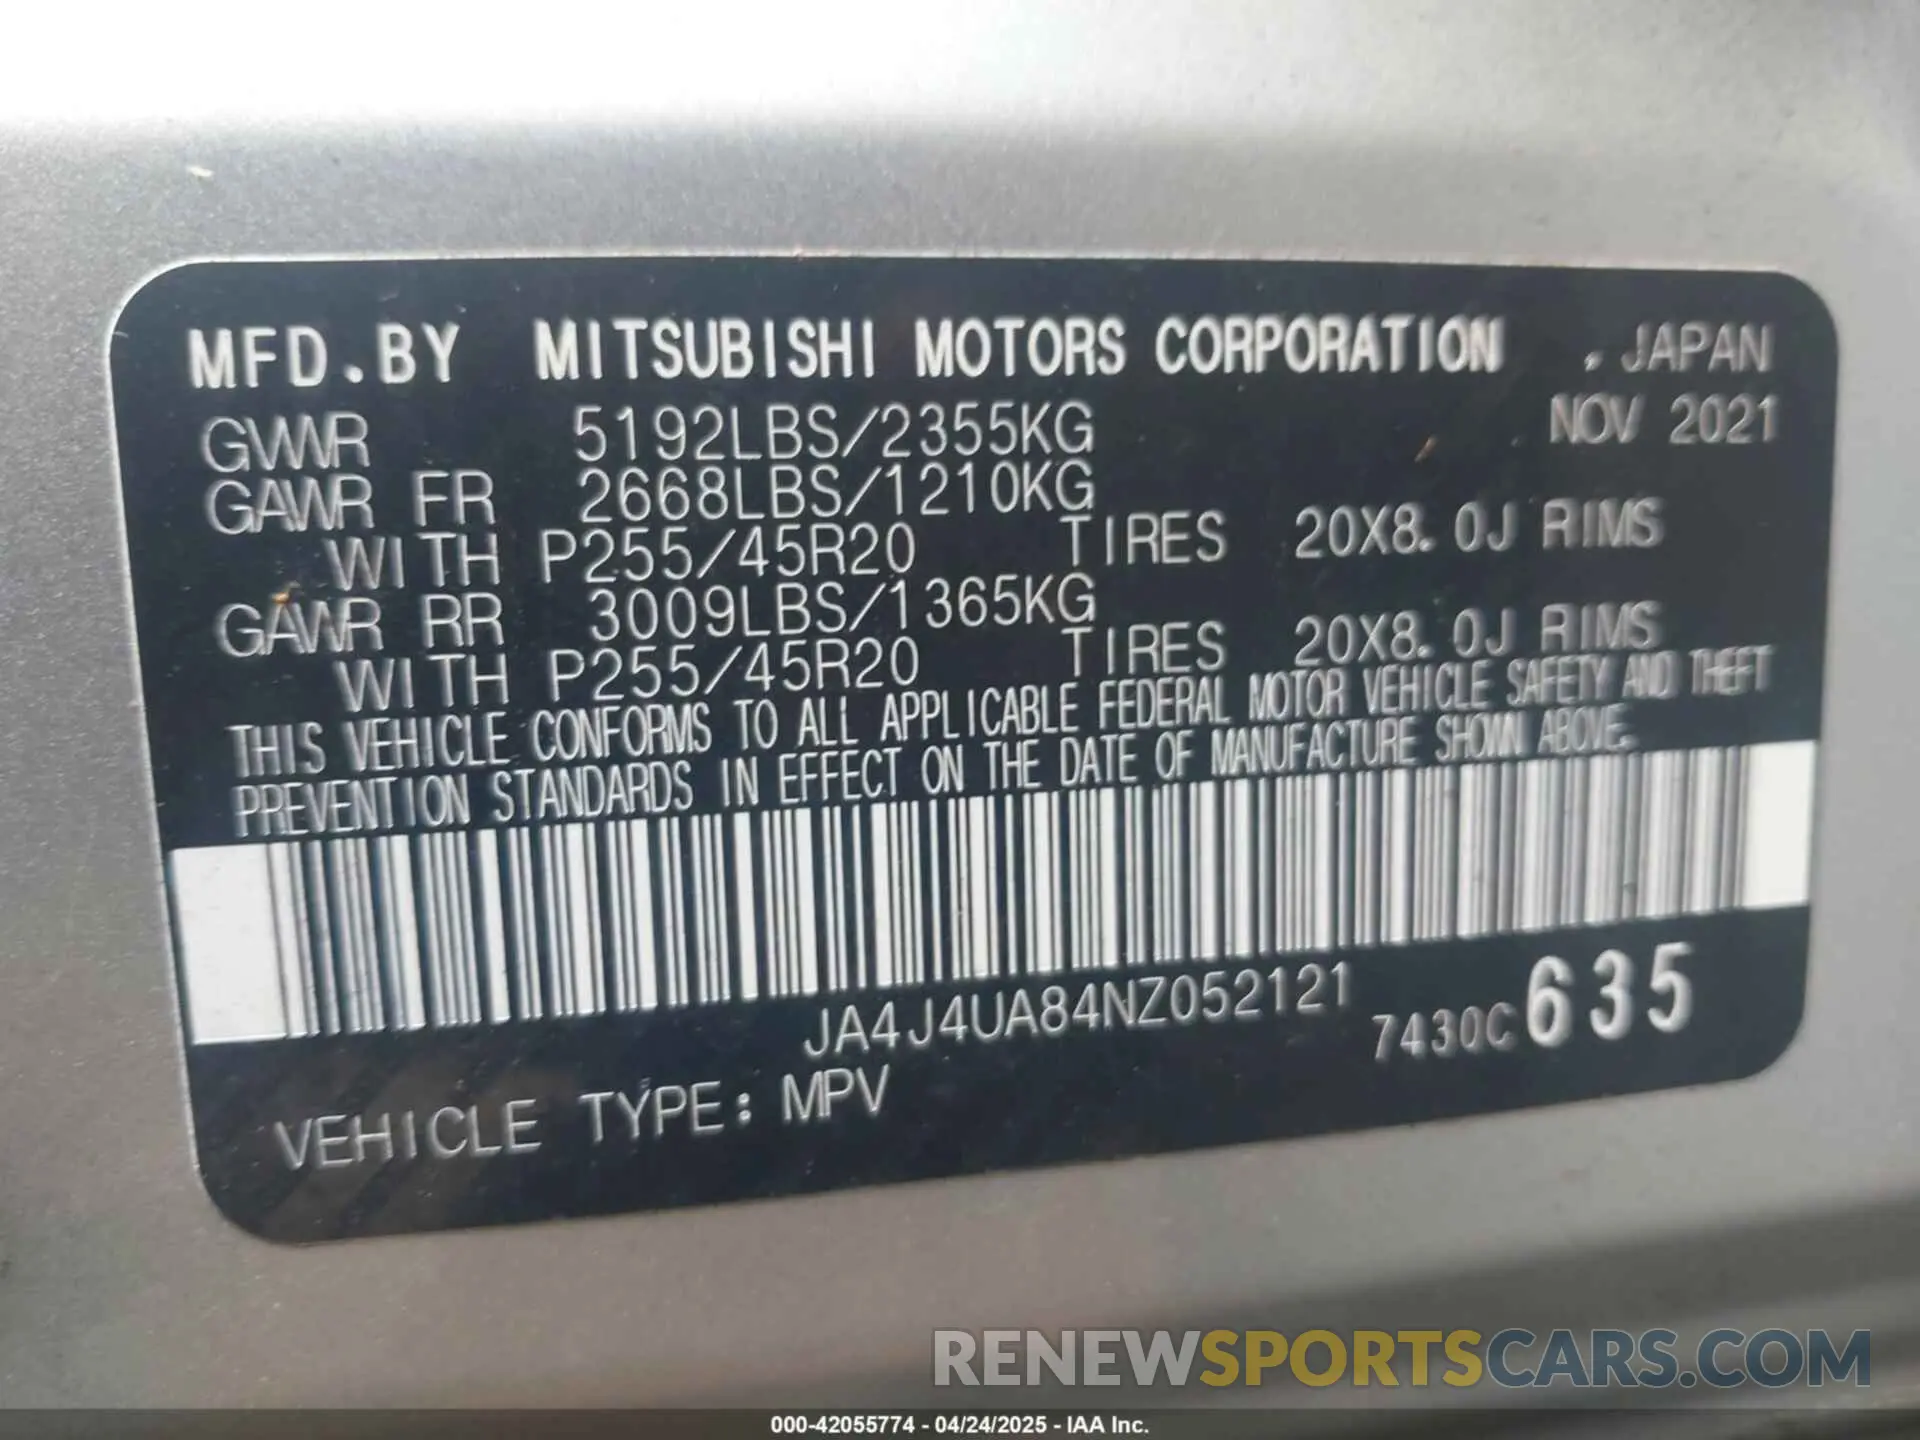 MFD.BY MITSUBISHI MOTORS CORPORATION , JAPAN
GVWR 5192LBS/2355KG NOV 2021
GAWR FR 2668LBS/1210KG
WITH P255/45R20 TIRES 20X8.0J RIMS
GAWR RR 3009LBS/1365KG
WITH P255/45R20 TIRES 20X8.0J RIMS
THIS VEHICLE CONFORMS TO ALL APPLICABLE FEDERAL MOTOR VEHICLE SAFETY AND THEFT
PREVENTION STANDARDS IN EFFECT ON THE DATE OF MANUFACTURE SHOWN ABOVE.
JA4J4UA84NZ052121 7430C635
VEHICLE TYPE: MPV
RENEWSPORTSCARS.COM
000-42055774 - 04/24/2025 - IAA Inc.